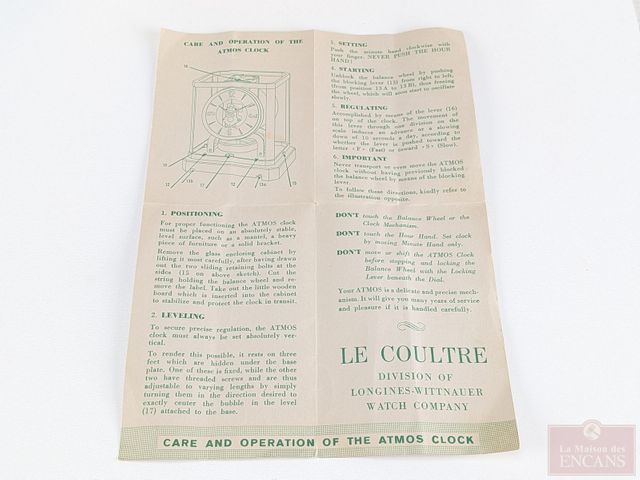 CARE AND OPERATION OF THE
ATMOS CLOCK
16
10
15
13B
17
12
12
13A
15
1. POSITIONING
For proper functioning the ATMOS clock
must be placed on an absolutely stable,
level surface, such as a mantel, a heavy
piece of furniture or a solid bracket.
Remove the glass enclosing cabinet by
lifting it most carefully, after having drawn
out the two sliding retaining bolts at the
sides (15 on above sketch). Cut the
string holding the balance wheel and re-
move the label. Take out the little wooden
board which is inserted into the cabinet
to stabilize and protect the clock in transit.
2. LEVELING
To secure precise regulation, the ATMOS
clock must always be set absolutely ver-
tical.
To render this possible, it rests on three
feet which are hidden under the base
plate. One of these is fixed, while the other
two have threaded screws and are thus
adjustable to varying lengths by simply
turning them in the direction desired to
exactly center the bubble in the level
(17) attached to the base.
3. SETTING
Push the minute hand clockwise with
your finger. NEVER PUSH THE HOUR
HAND!
4. STARTING
Unblock the balance wheel by pushing
the blocking lever (13) from right to left,
(from position 13 A to 13 B), thus freeing
the wheel, which will soon start to oscillate
slowly.
5. REGULATING
Accomplished by means of the lever (16)
on top of the clock. The movement of
this lever through one division on the
scale induces an advance or a slowing
down of 10 seconds a day, according to
whether the lever is pushed toward the
letter «F» (Fast) or toward «S» (Slow).
6. IMPORTANT
Never transport or even move the ATMOS
clock without having previously blocked
the balance wheel by means of the blocking
lever.
To follow these directions, kindly refer to
the illustration opposite.
DON'T touch the Balance Wheel or the
Clock Mechanism.
DON'T touch the Hour Hand. Set clock
by moving Minute Hand only.
DON'T move or shift the ATMOS Clock
before stopping and locking the
Balance Wheel with the Locking
Lever beneath the Dial.
Your ATMOS is a delicate and precise mech-
anism. It will give you many years of service
and pleasure if it is handled carefully.
LE COULTRE
DIVISION OF
LONGINES-WITTNAUER
WATCH COMPANY
CARE AND OPERATION OF THE ATMOS CLOCK
La Maison des
ENCANS